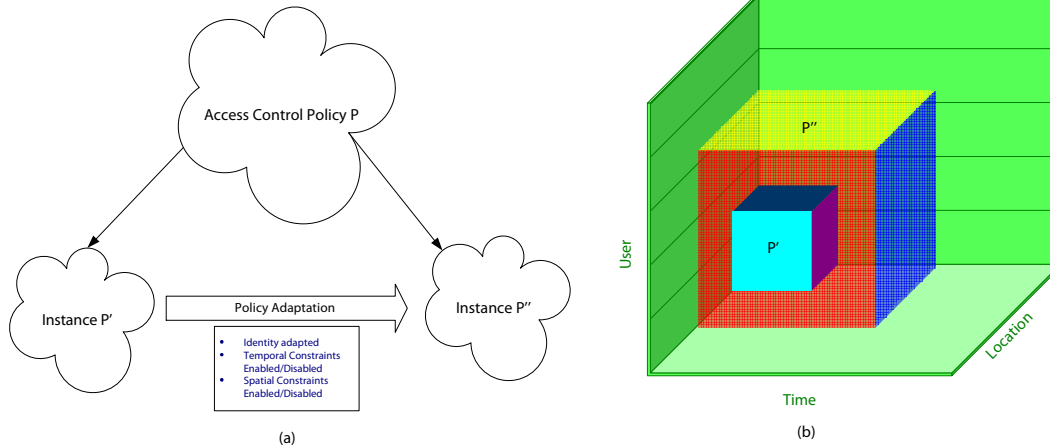 Access Control Policy P
Instance P'
Policy Adaptation
Instance P''
• Identity adapted
• Temporal Constraints
Enabled/Disabled
• Spatial Constraints
Enabled/Disabled
(a)
P''
P'
User
Location
Time
(b)